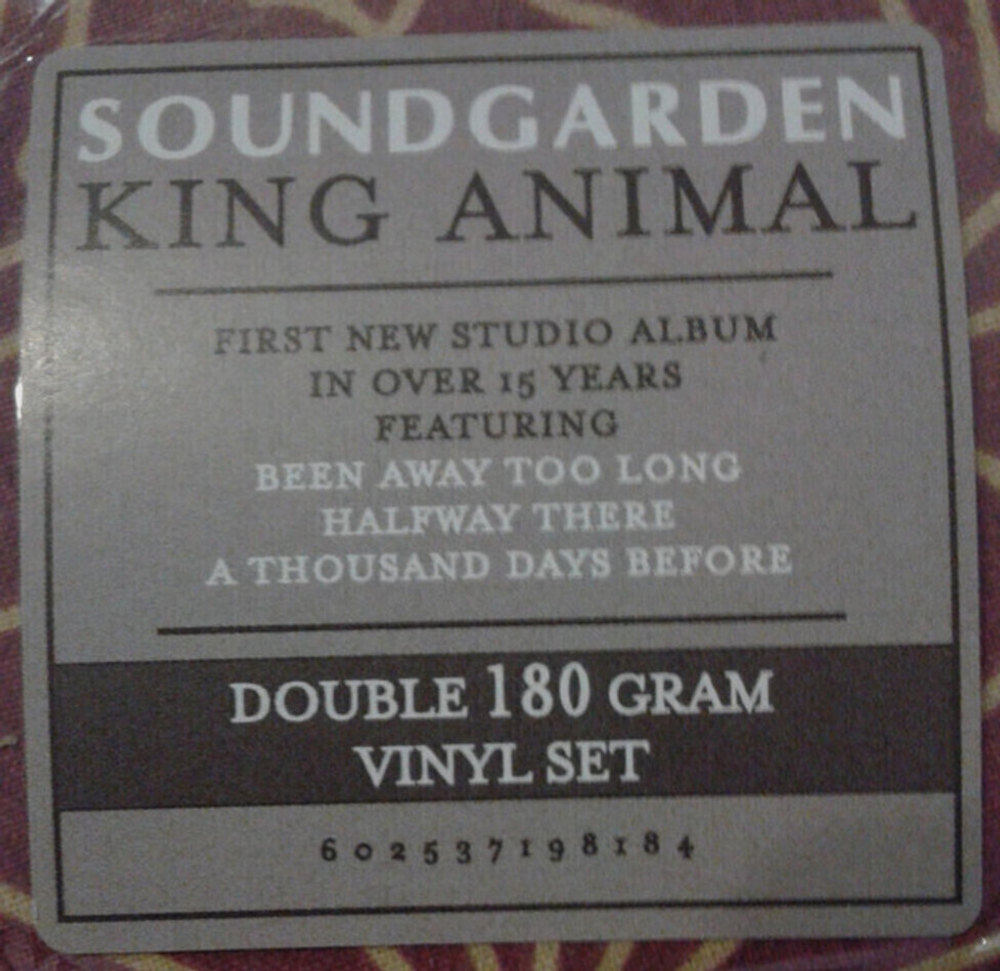 SOUNDGARDEN
KING ANIMAL
FIRST NEW STUDIO ALBUM
IN OVER 15 YEARS
FEATURING
BEEN AWAY TOO LONG
HALFWAY THERE
A THOUSAND DAYS BEFORE
DOUBLE 180 GRAM
VINYL SET
602537198184